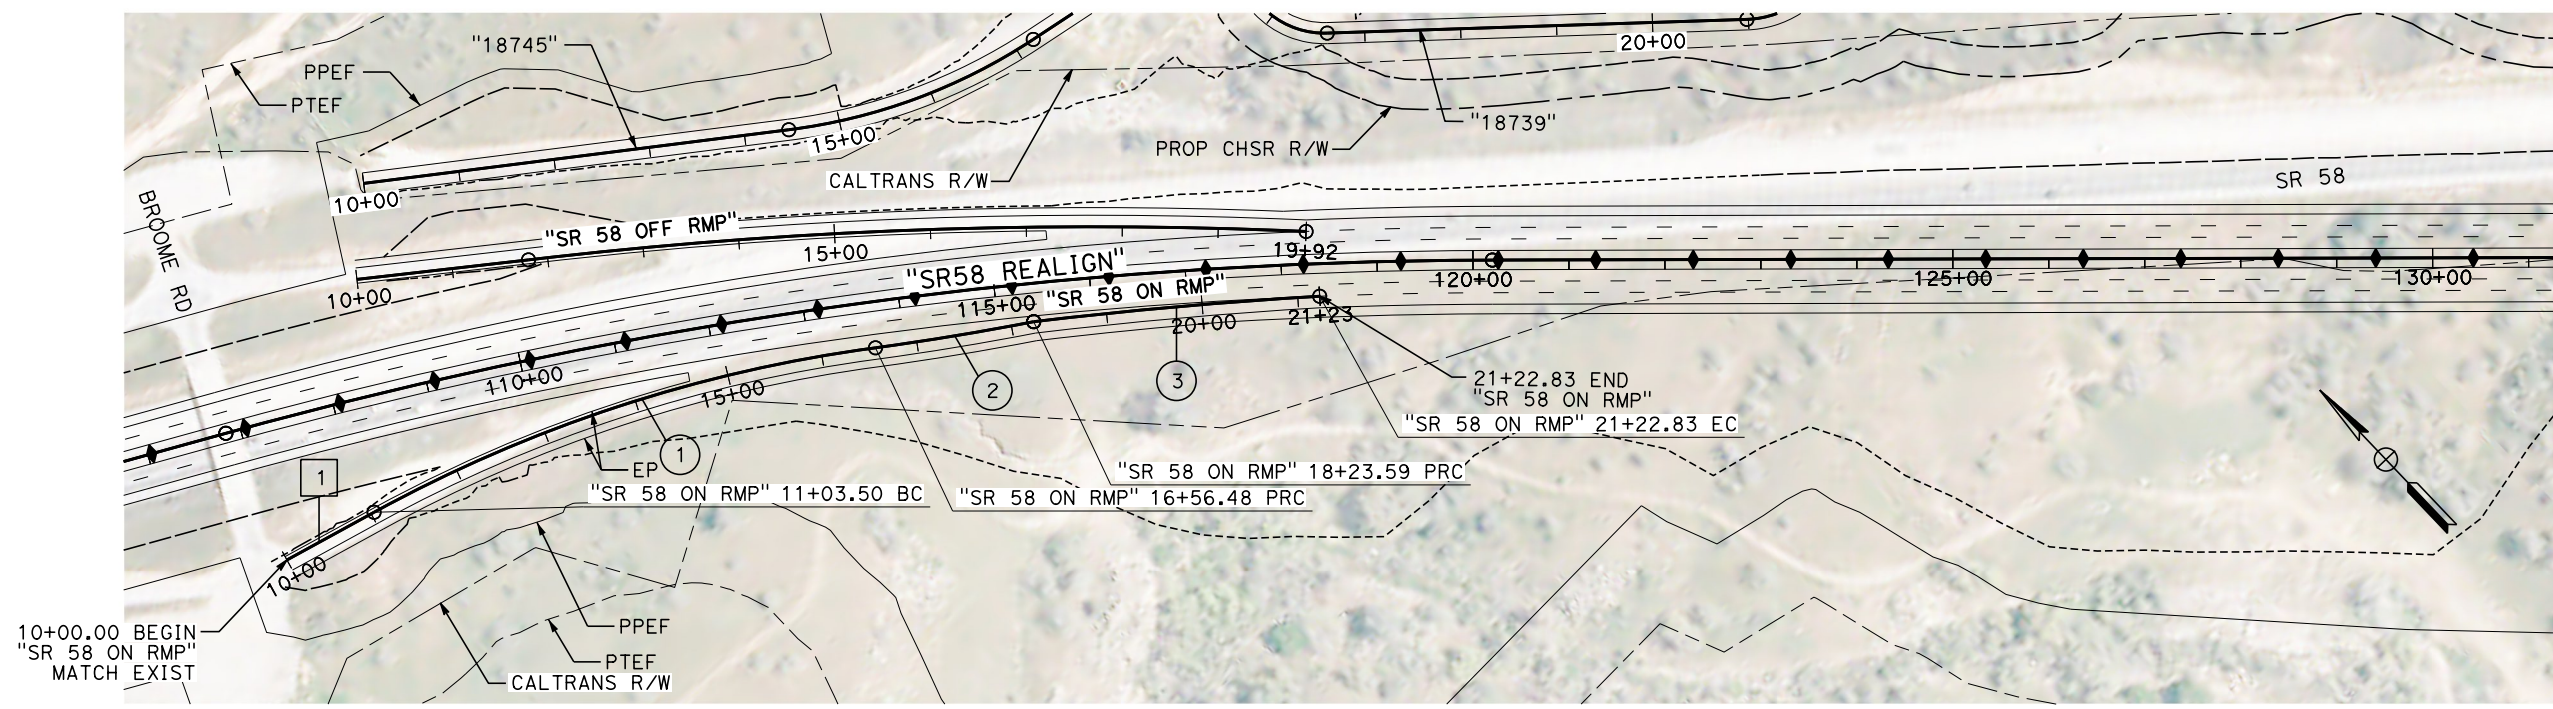 "18745"
PPEF
PTEF
15+00
10+00
20+00
"18739"
PROP CHSR R/W
CALTRANS R/W
SR 58
BROOME RD
"SR 58 OFF RMP"
15+00
19+92
10+00
"SR58 REALIGN"
115+00
"SR 58 ON RMP"
120+00
125+00
130+00
20+00
21+23
110+00
15+00
1
2
3
21+22.83 END
"SR 58 ON RMP"
"SR 58 ON RMP" 21+22.83 EC
EP
1
"SR 58 ON RMP" 18+23.59 PRC
"SR 58 ON RMP" 11+03.50 BC
"SR 58 ON RMP" 16+56.48 PRC
10+00
10+00.00 BEGIN
"SR 58 ON RMP"
MATCH EXIST
PPEF
PTEF
CALTRANS R/W